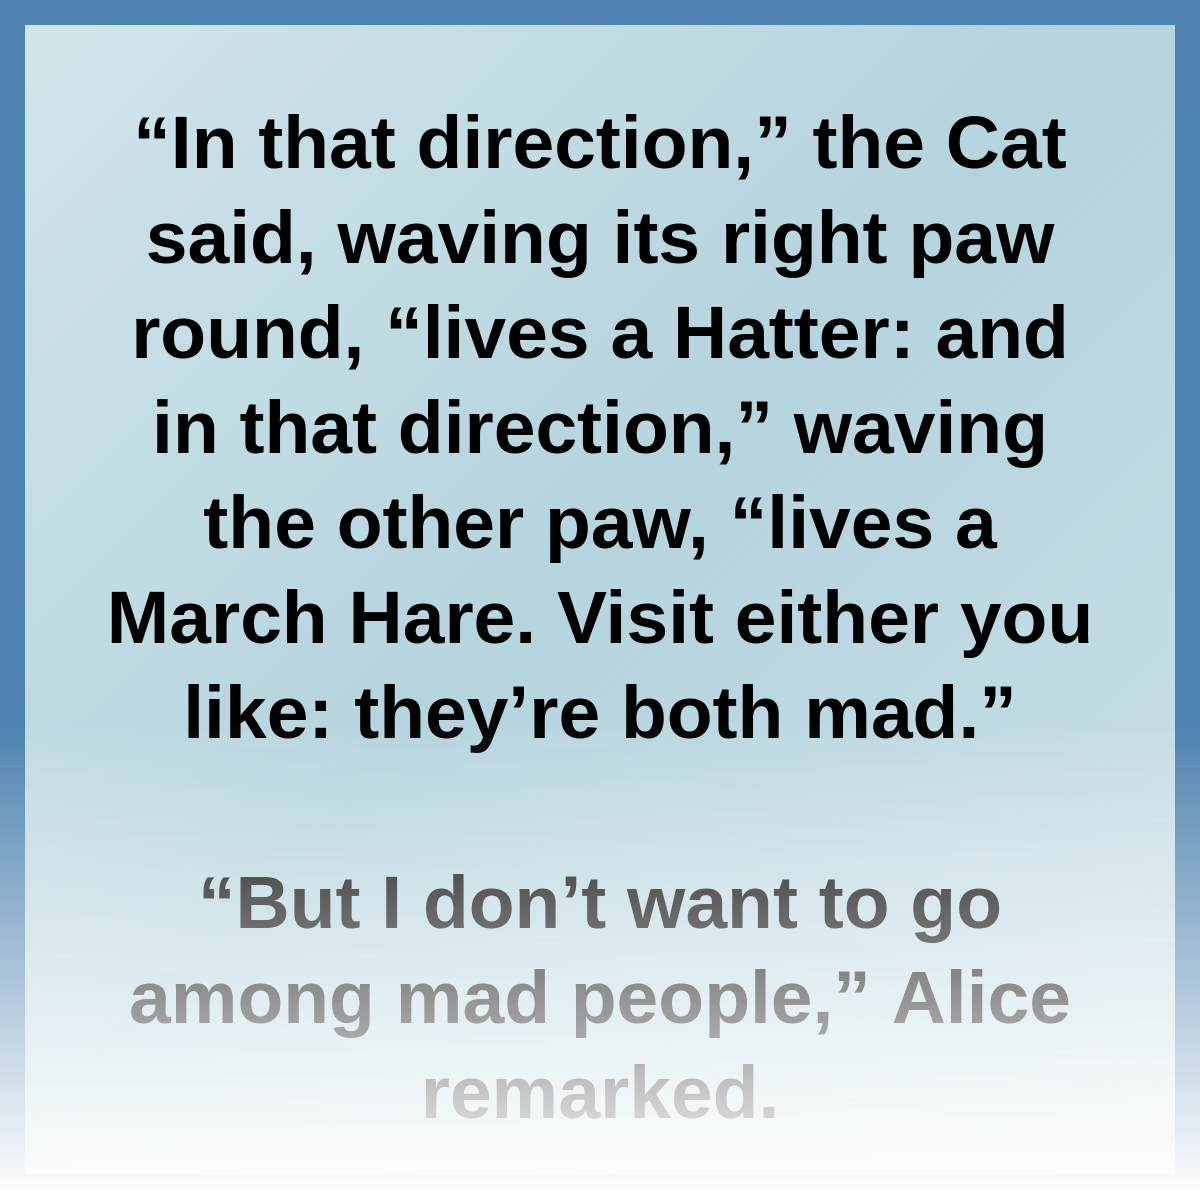 “In that direction,” the Cat
said, waving its right paw
round, “lives a Hatter: and
in that direction,” waving
the other paw, “lives a
March Hare. Visit either you
like: they’re both mad.”
“But I don’t want to go
among mad people,” Alice
remarked.